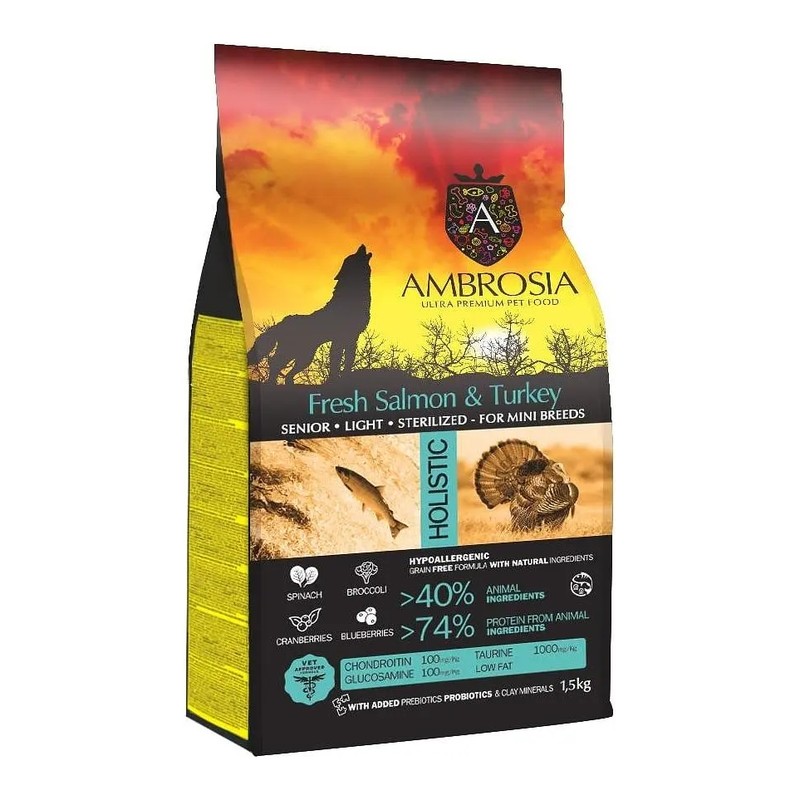 A
AMBROSIA
ULTRA PREMIUM PET FOOD
Fresh Salmon & Turkey
SENIOR • LIGHT • STERILIZED - FOR MINI BREEDS
HOLISTIC
HYPOALLERGENIC
GRAIN FREE FORMULA WITH NATURAL INGREDIENTS
SPINACH
BROCCOLI
CRANBERRIES
BLUEBERRIES
>40% ANIMAL INGREDIENTS
>74% PROTEIN FROM ANIMAL INGREDIENTS
VET
APPROVED
FORMULA
CHONDROITIN 100mg/kg
GLUCOSAMINE 100mg/kg
TAURINE 1000mg/kg
LOW FAT
WITH ADDED PREBIOTICS PROBIOTICS & CLAY MINERALS
1,5kg